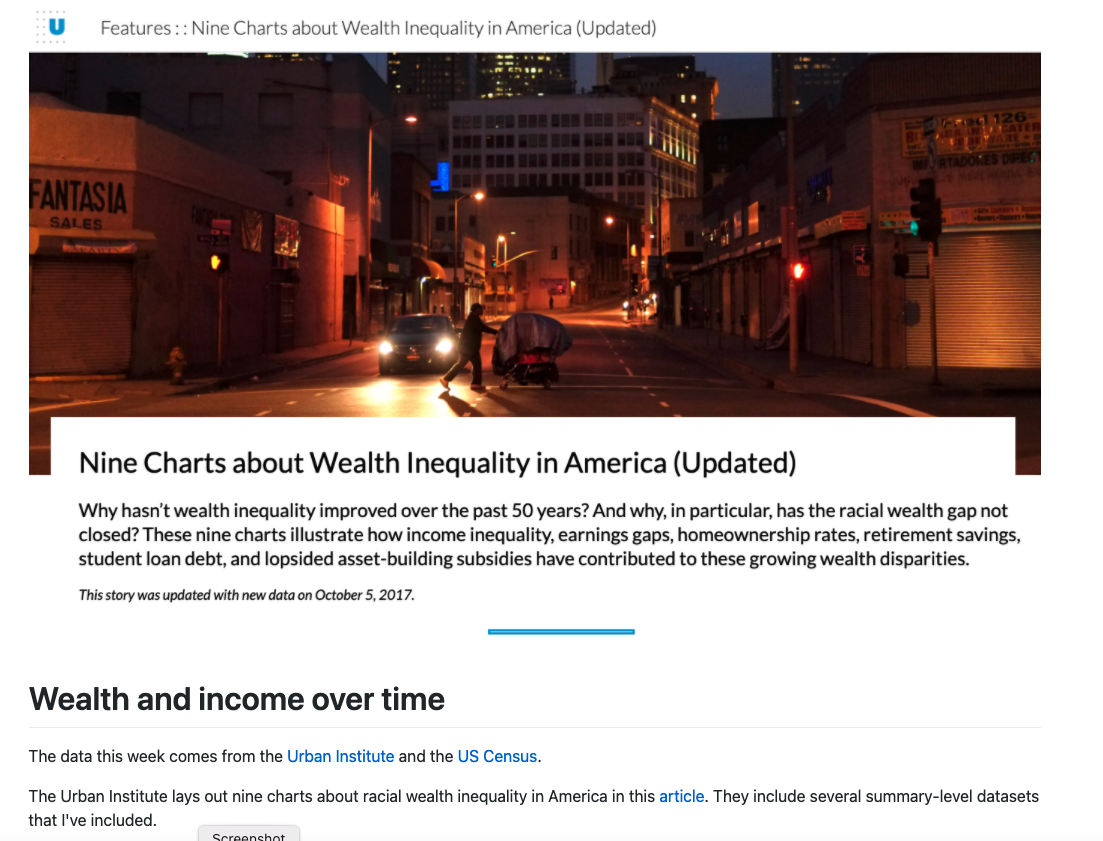 U
Features : : Nine Charts about Wealth Inequality in America (Updated)
FANTASIA
SALES
126
Nine Charts about Wealth Inequality in America (Updated)
Why hasn’t wealth inequality improved over the past 50 years? And why, in particular, has the racial wealth gap not
closed? These nine charts illustrate how income inequality, earnings gaps, homeownership rates, retirement savings,
student loan debt, and lopsided asset-building subsidies have contributed to these growing wealth disparities.
This story was updated with new data on October 5, 2017.
Wealth and income over time
The data this week comes from the Urban Institute and the US Census.
The Urban Institute lays out nine charts about racial wealth inequality in America in this article. They include several summary-level datasets
that I've included.
Screenshot